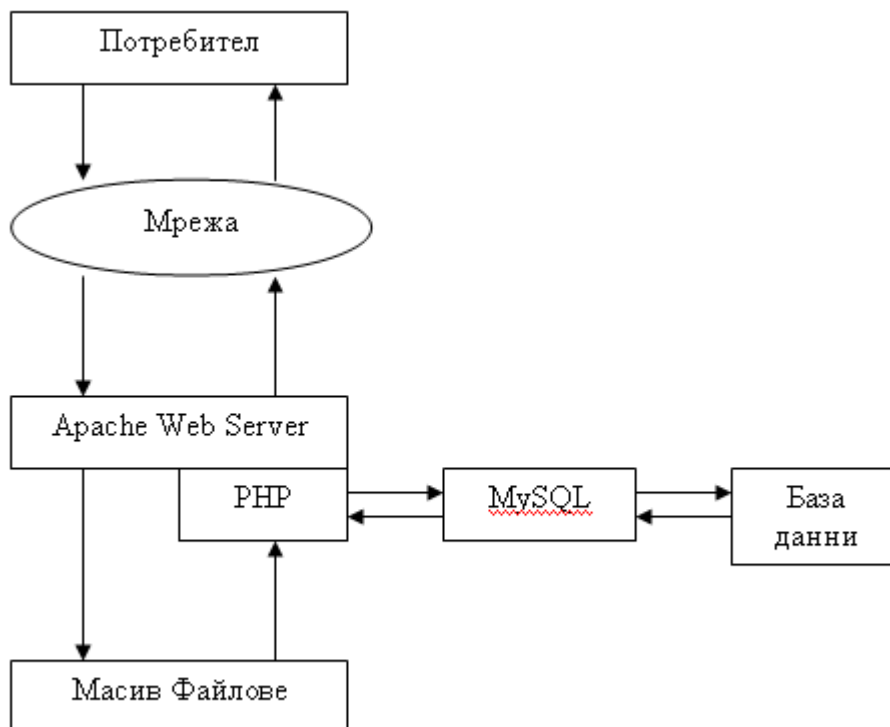 Потребител
Мрежа
Apache Web Server
PHP
MySQL
База
данни
Масив Файлове